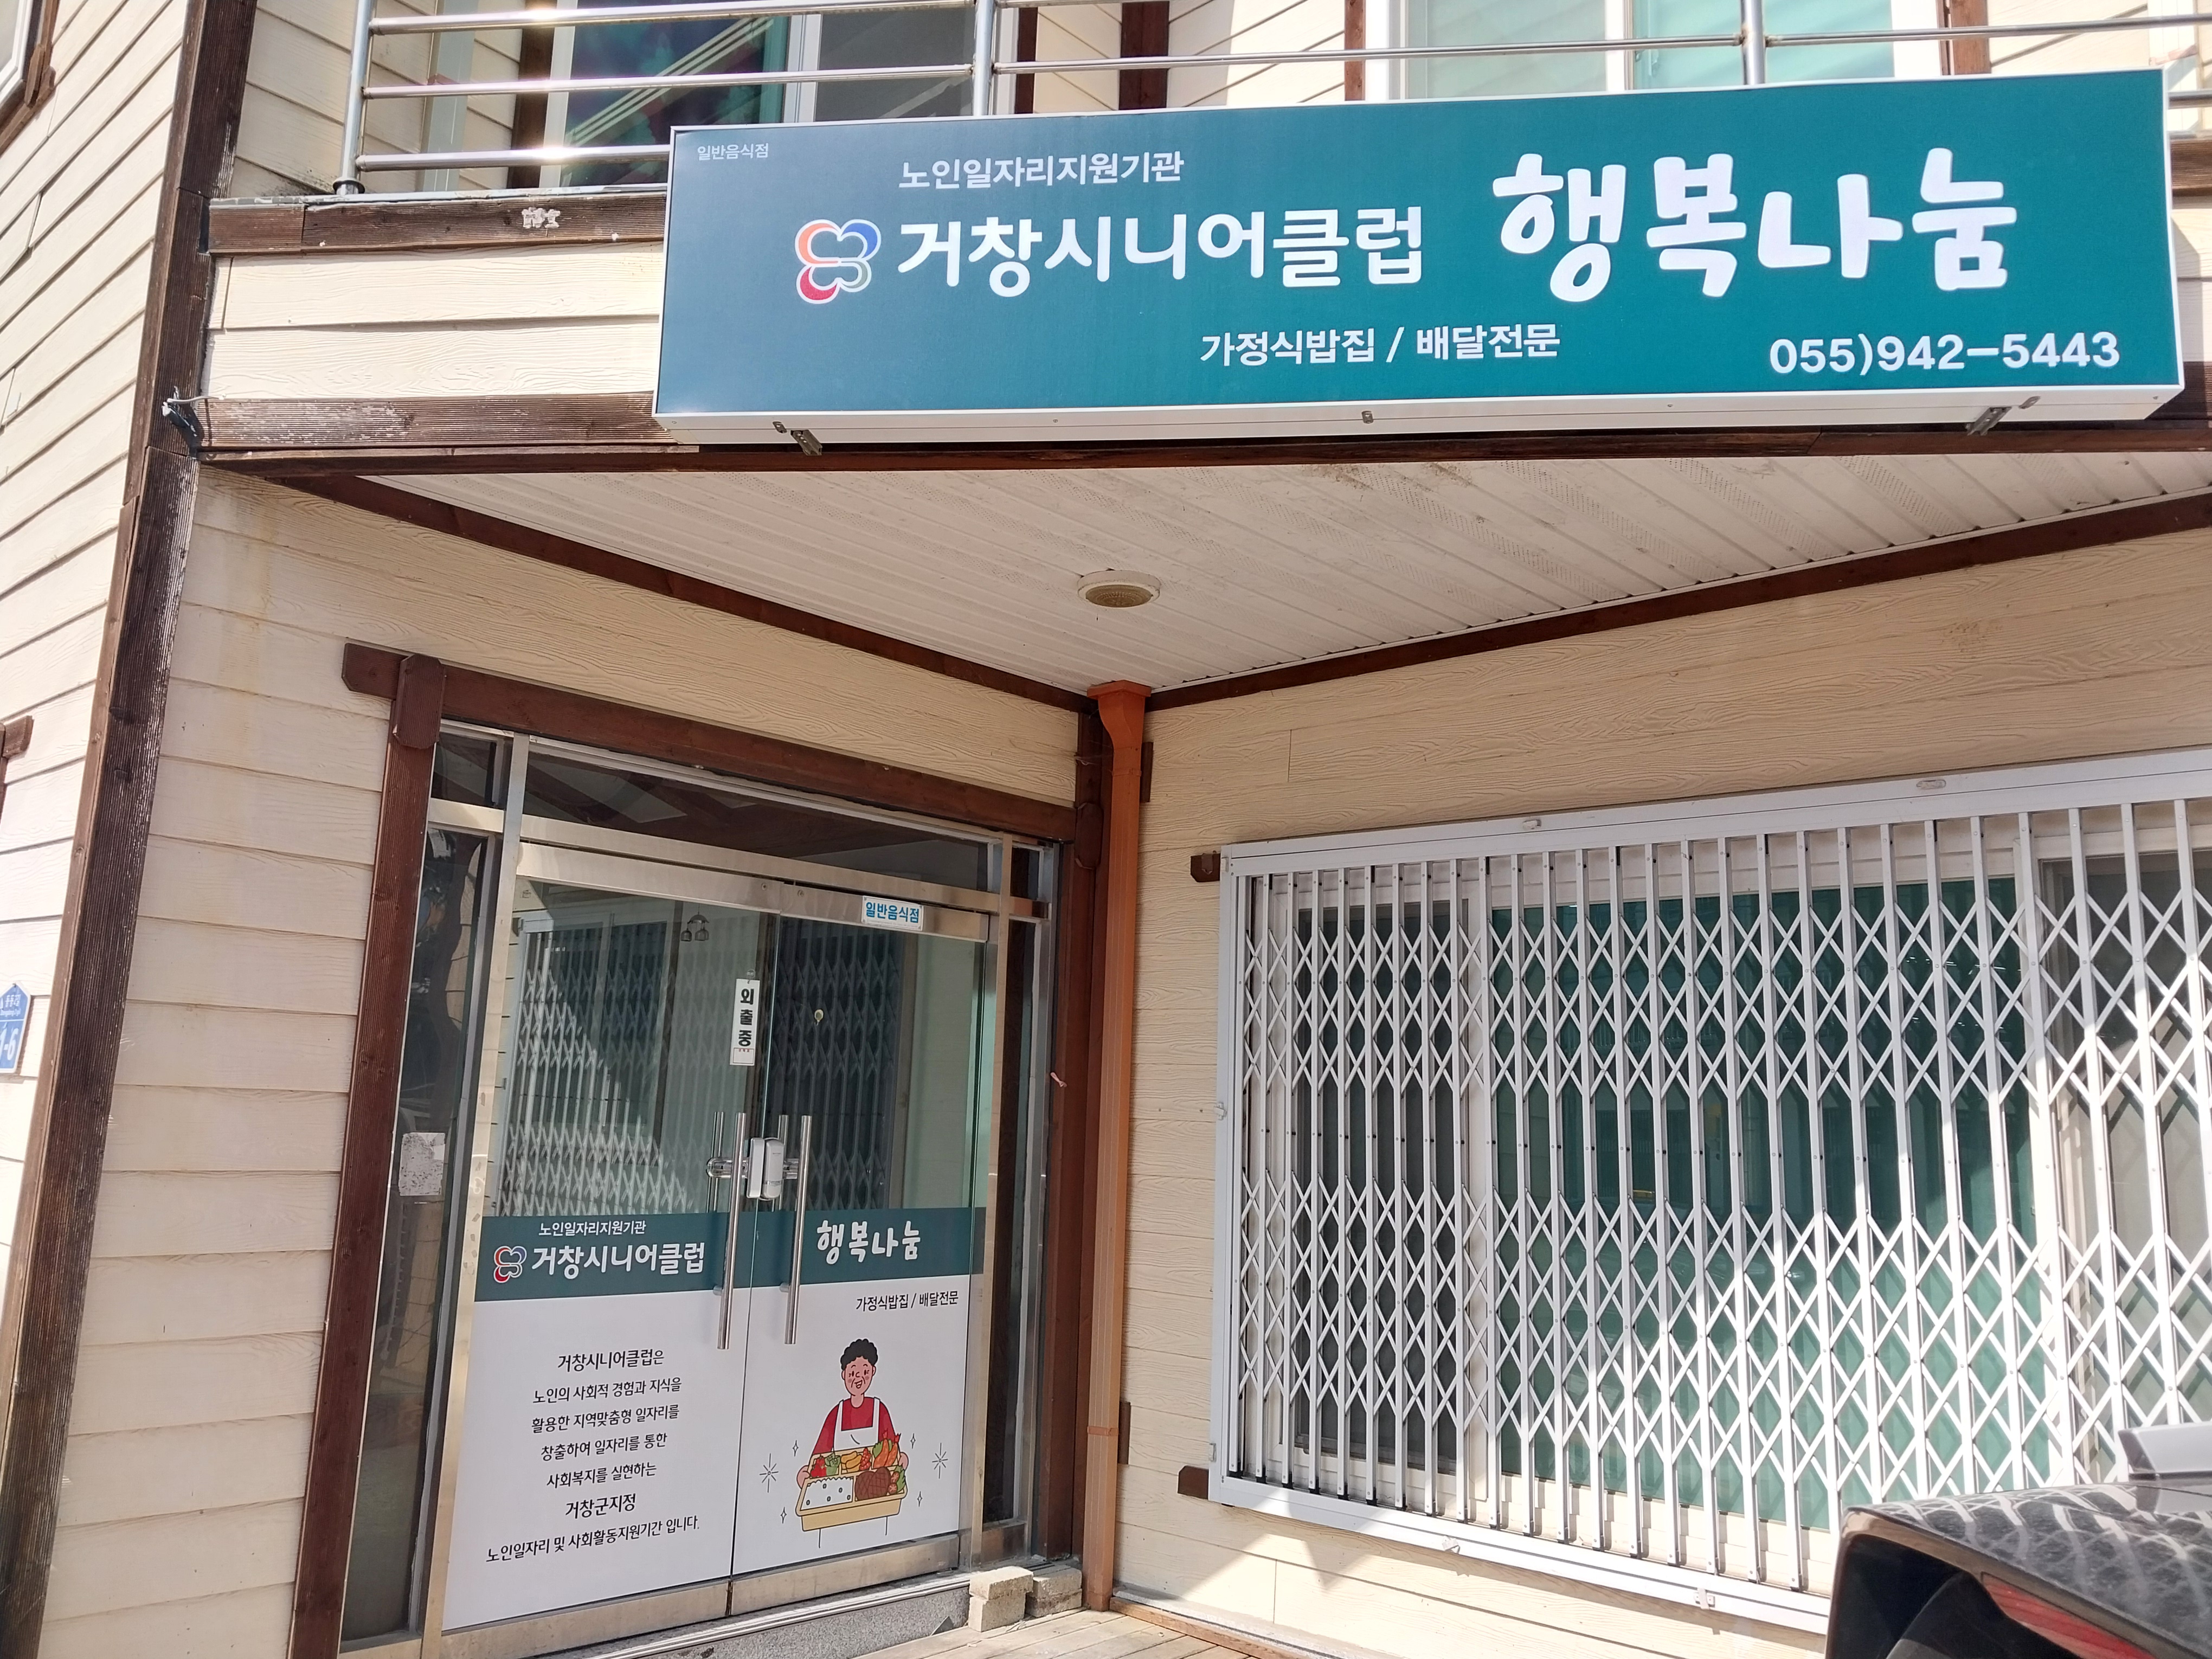 일반음식점
노인일자리지원기관
거창시니어클럽 행복나눔
가정식밥집 / 배달전문
055)942-5443
일반음식점
외출중
노인일자리지원기관
거창시니어클럽
행복나눔
가정식밥집 / 배달전문
거창시니어클럽은
노인의 사회적 경험과 지식을
활용한 지역맞춤형 일자리를
창출하여 일자리를 통한
사회복지를 실현하는
거창군지정
노인일자리 및 사회활동지원기간 입니다.